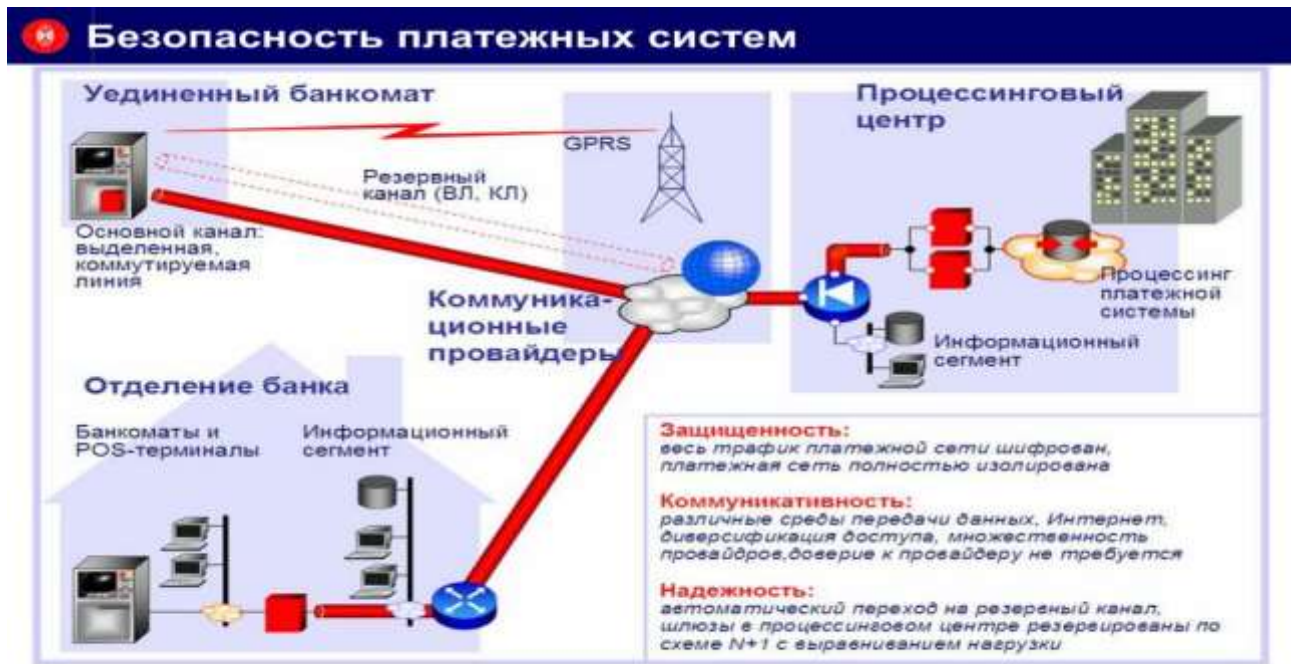 Безопасность платежных систем
Уединенный банкомат
GPRS
Резервный
канал (ВЛ, КЛ)
Основной канал:
выделенная,
коммутируемая
линия
Процессинговый
центр
Процессинг
платежной
системы
Информационный
сегмент
Коммуника-
ционные
провайдеры
Отделение банка
Банкоматы и
POS-терминалы
Информационный
сегмент
Защищенность:
весь трафик платежной сети шифрован,
платежная сеть полностью изолирована
Коммуникативность:
различные среды передачи данных, Интернет,
диверсификация доступа, множественность
провайдров,доверие к провайдеру не требуется
Надежность:
автоматический переход на резервный канал,
шлюзы в процессинговом центре резервированы по
схеме N+1 с выравниванием нагрузки